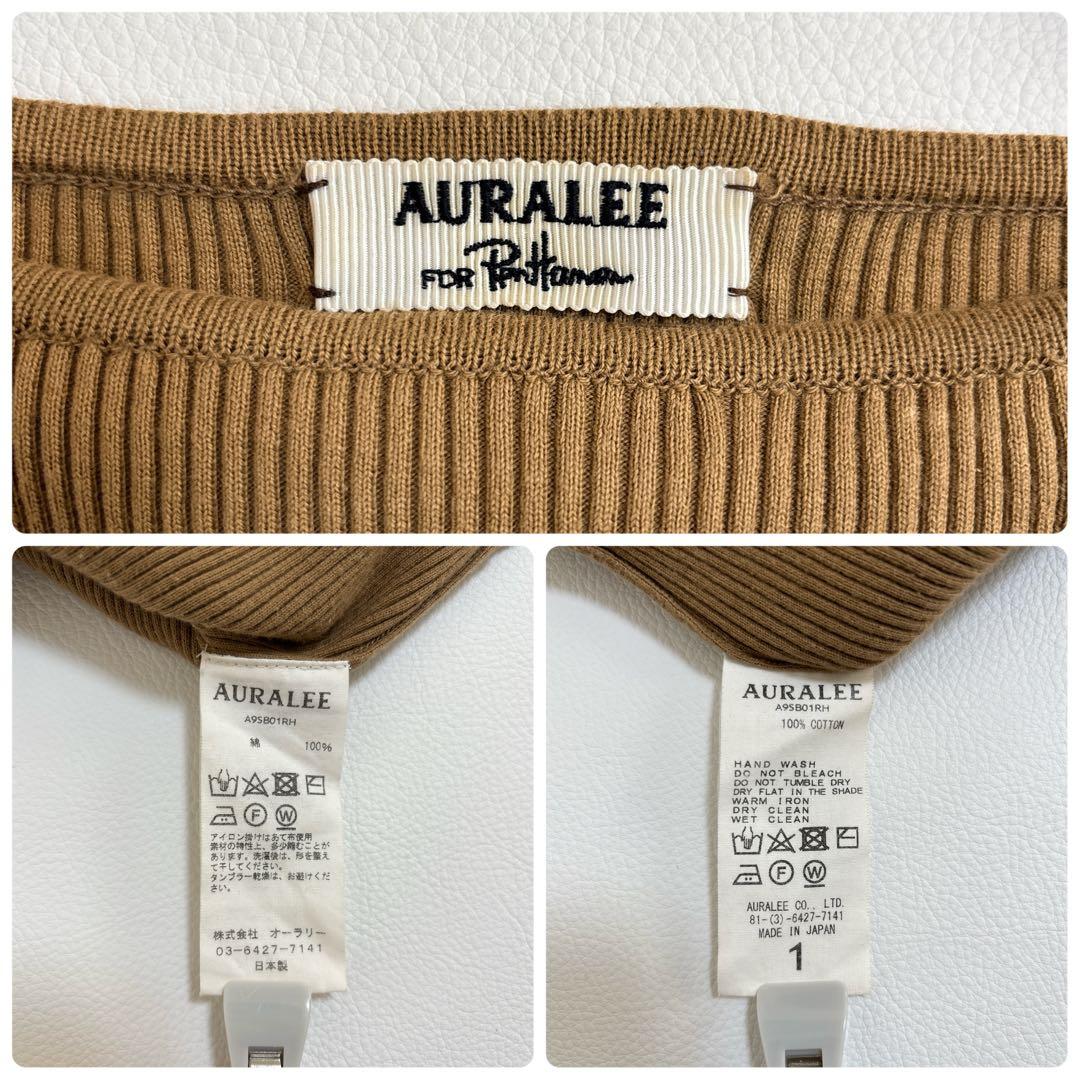 AURALEE
FOR Ron Herman
AURALEE
A9SB01RH
綿 100%
アイロン掛けはあて布使用
素材の特性上、多少縮むことが
あります。洗濯後は、形を整え
て干してください。
タンブラー乾燥は、お避けくだ
さい。
株式会社 オーラリー
03-6427-7141
日本製
AURALEE
A9SB01RH
100% COTTON
HAND WASH
DO NOT BLEACH
DO NOT TUMBLE DRY
DRY FLAT IN THE SHADE
WARM IRON
DRY CLEAN
WET CLEAN
F W
AURALEE CO., LTD.
81-(3)-6427-7141
MADE IN JAPAN
1